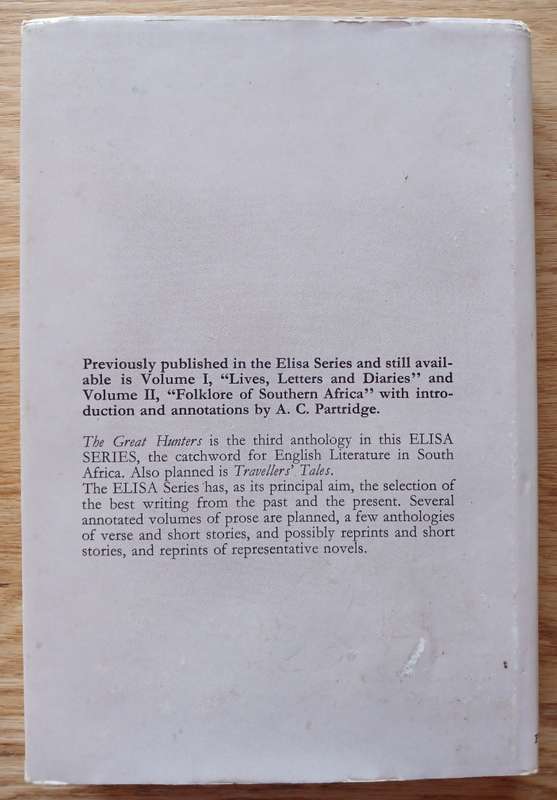 Previously published in the Elisa Series and still avail-
able is Volume I, “Lives, Letters and Diaries” and
Volume II, “Folklore of Southern Africa” with intro-
duction and annotations by A. C. Partridge.
The Great Hunters is the third anthology in this ELISA
SERIES, the catchword for English Literature in South
Africa. Also planned is Travellers’ Tales.
The ELISA Series has, as its principal aim, the selection of
the best writing from the past and the present. Several
annotated volumes of prose are planned, a few anthologies
of verse and short stories, and possibly reprints and short
stories, and reprints of representative novels.